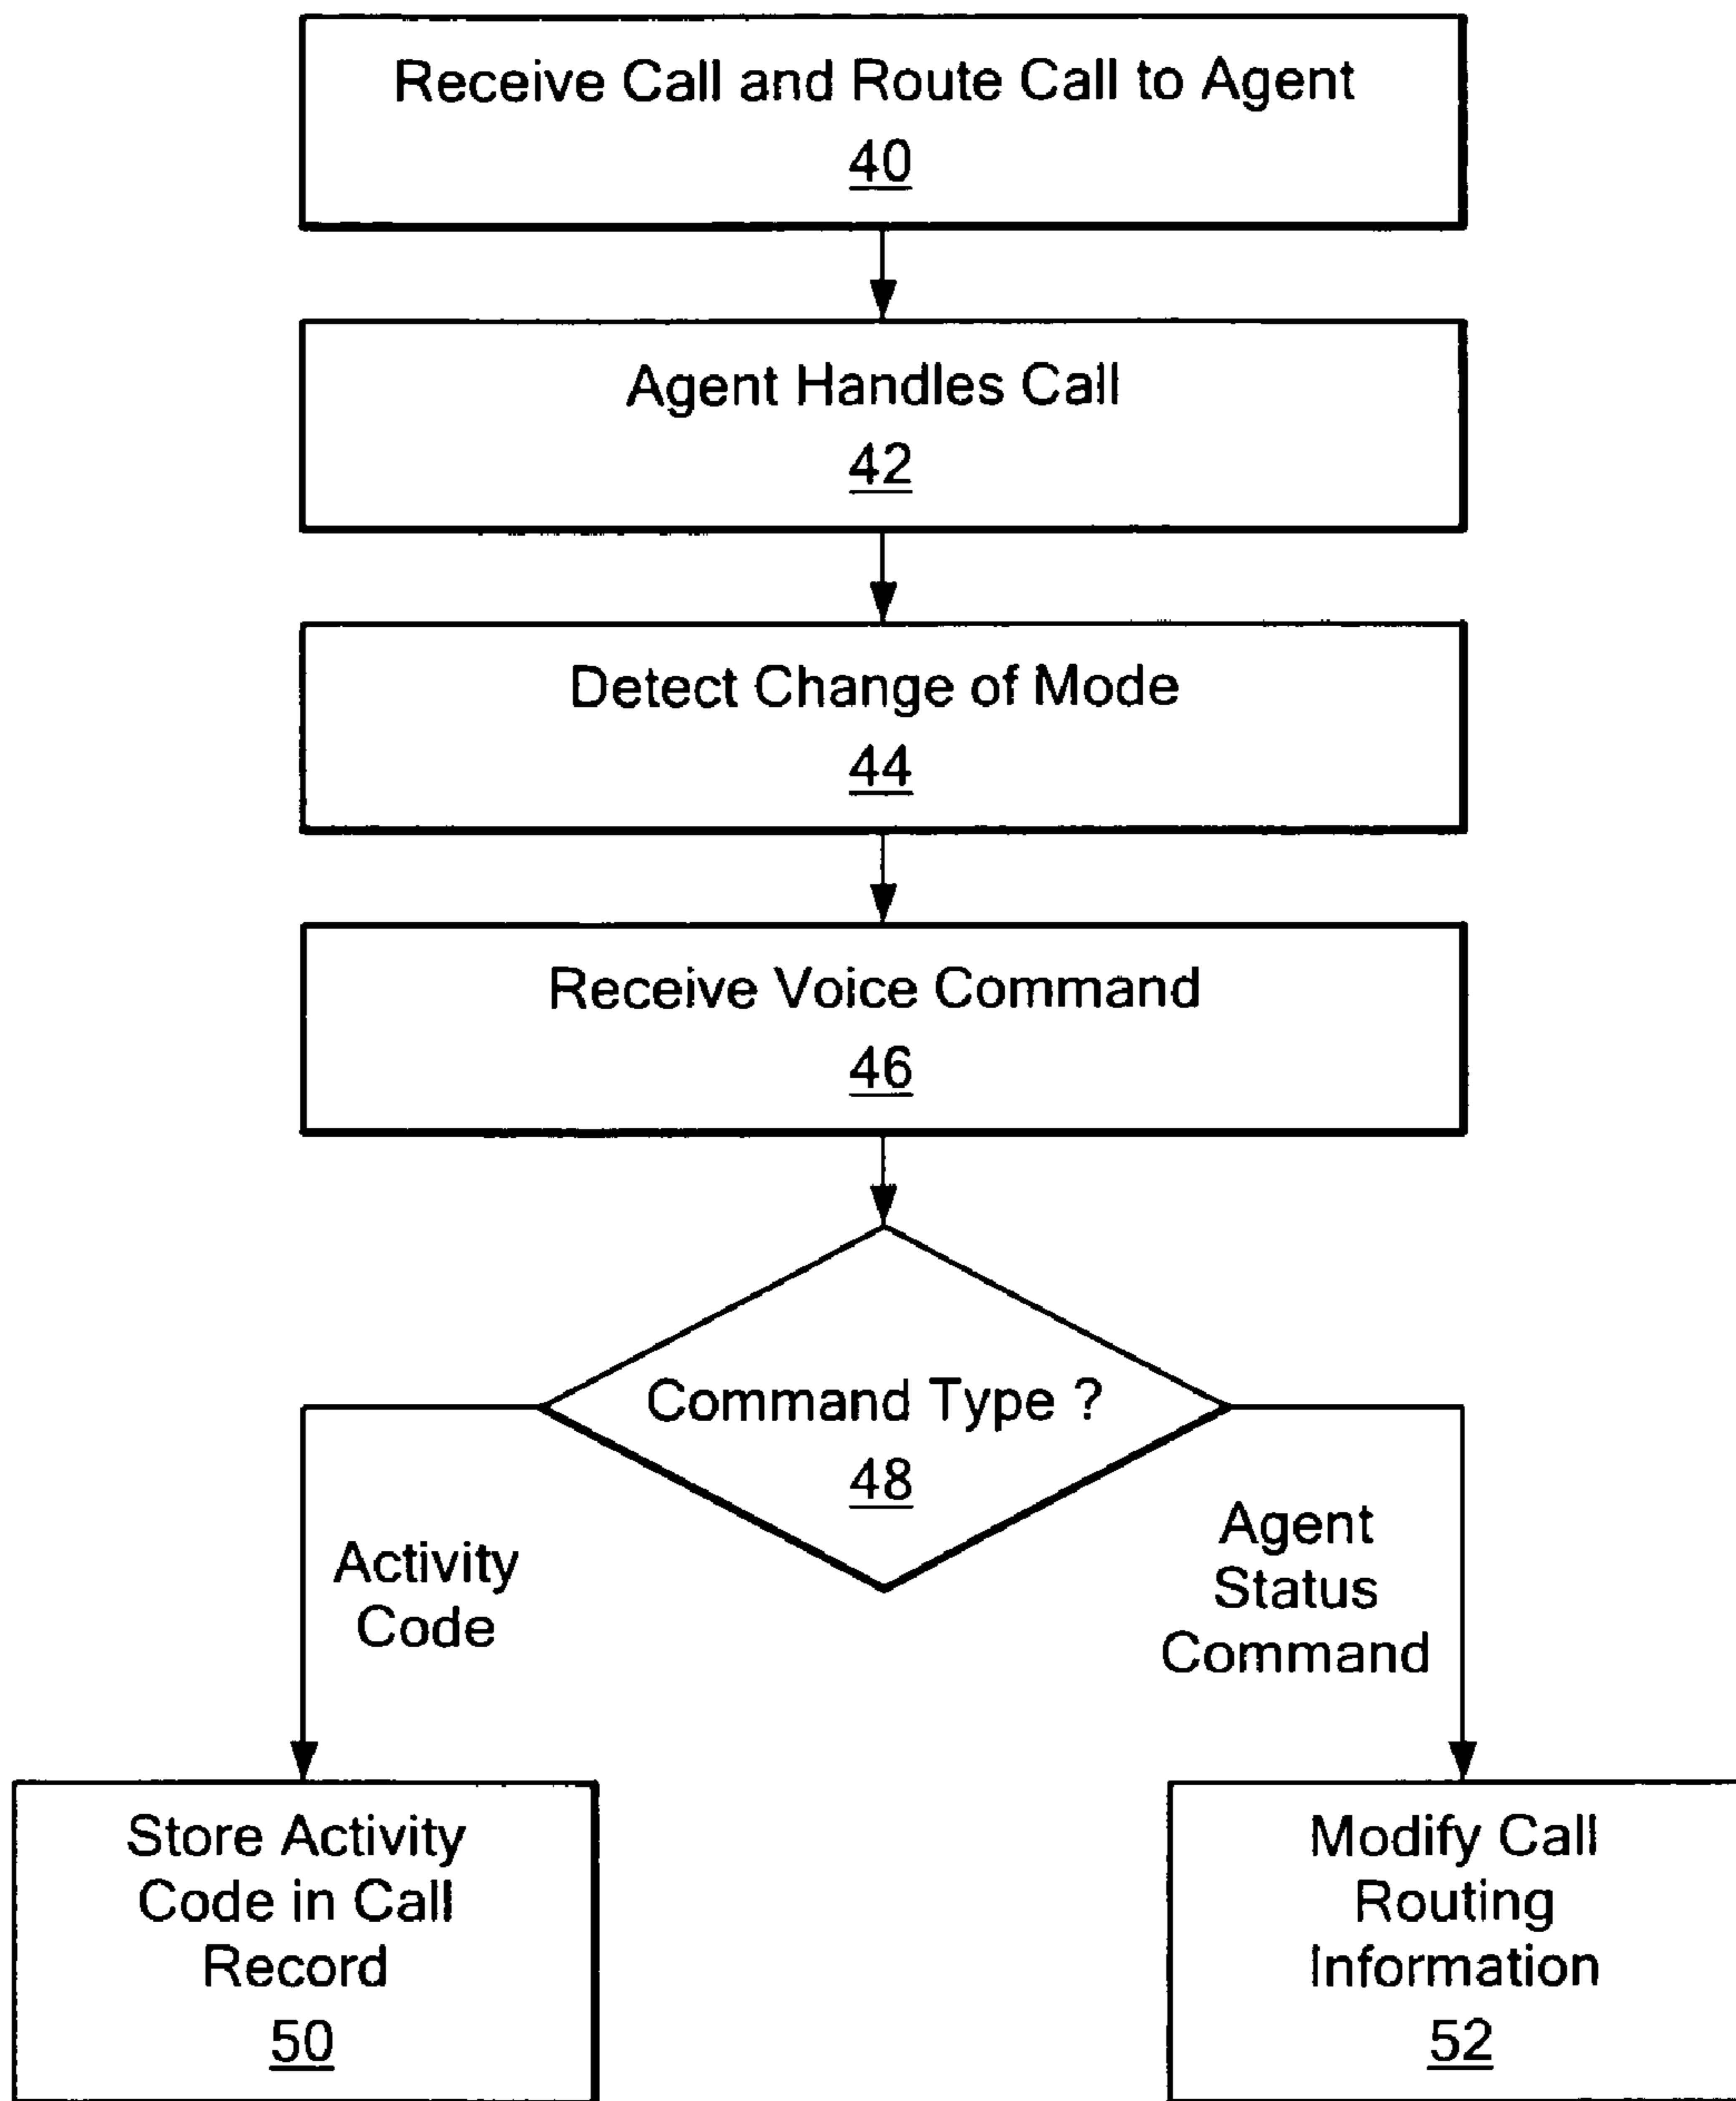 Receive Call and Route Call to Agent
40
Agent Handles Call
42
Detect Change of Mode
44
Receive Voice Command
46
Command Type ?
48
Activity
Code
Agent
Status
Command
Store Activity
Code in Call
Record
50
Modify Call
Routing
Information
52